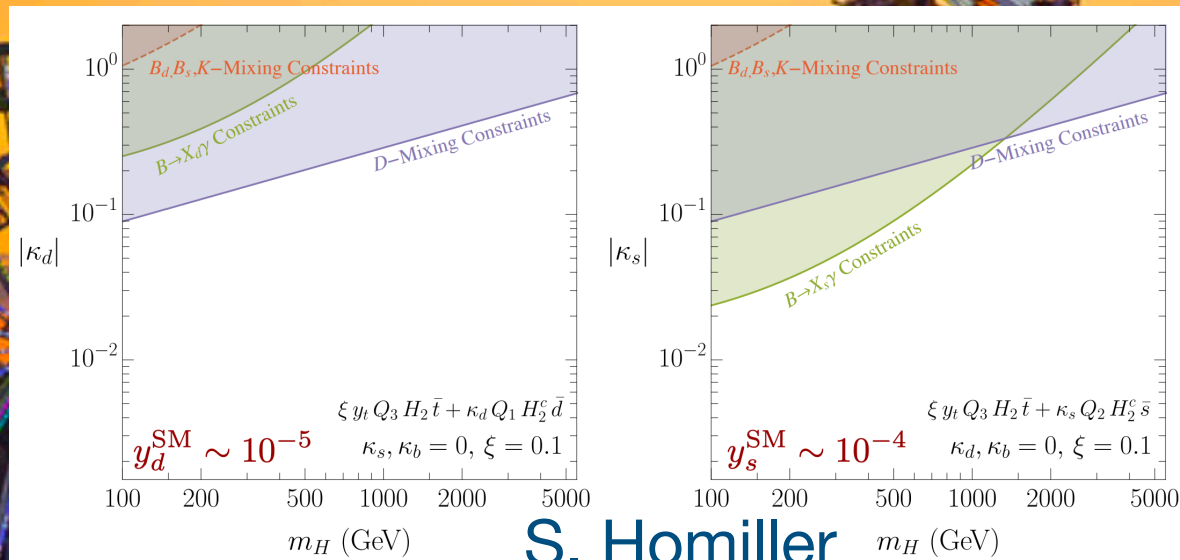 10^0
B_d,B_s,K−Mixing Constraints
B→X_dγ Constraints
D−Mixing Constraints
10^-1
|κ_d|
10^-2
ξ y_t Q_3 H_2 t̄ + κ_d Q_1 H_2^c d̄
y_d^SM ∼ 10^-5
κ_s, κ_b = 0, ξ = 0.1
100 200 500 1000 2000 5000
m_H (GeV)
10^0
B_d,B_s,K−Mixing Constraints
D−Mixing Constraints
10^-1
|κ_s|
B→X_sγ Constraints
10^-2
ξ y_t Q_3 H_2 t̄ + κ_s Q_2 H_2^c s̄
y_s^SM ∼ 10^-4
κ_d, κ_b = 0, ξ = 0.1
100 200 500 1000 2000 5000
m_H (GeV)
S. Homiller